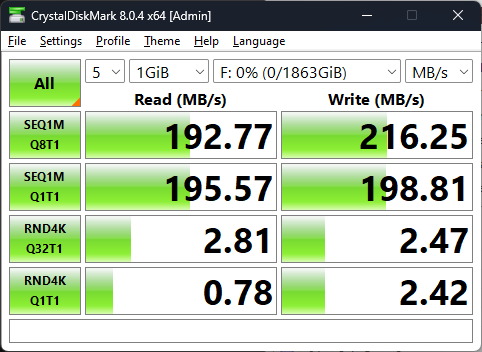 CrystalDiskMark 8.0.4 x64 [Admin]
File Settings Profile Theme Help Language
All 5 1GiB F: 0% (0/1863GiB) MB/s
Read (MB/s) Write (MB/s)
SEQ1M
Q8T1 192.77 216.25
SEQ1M
Q1T1 195.57 198.81
RND4K
Q32T1 2.81 2.47
RND4K
Q1T1 0.78 2.42